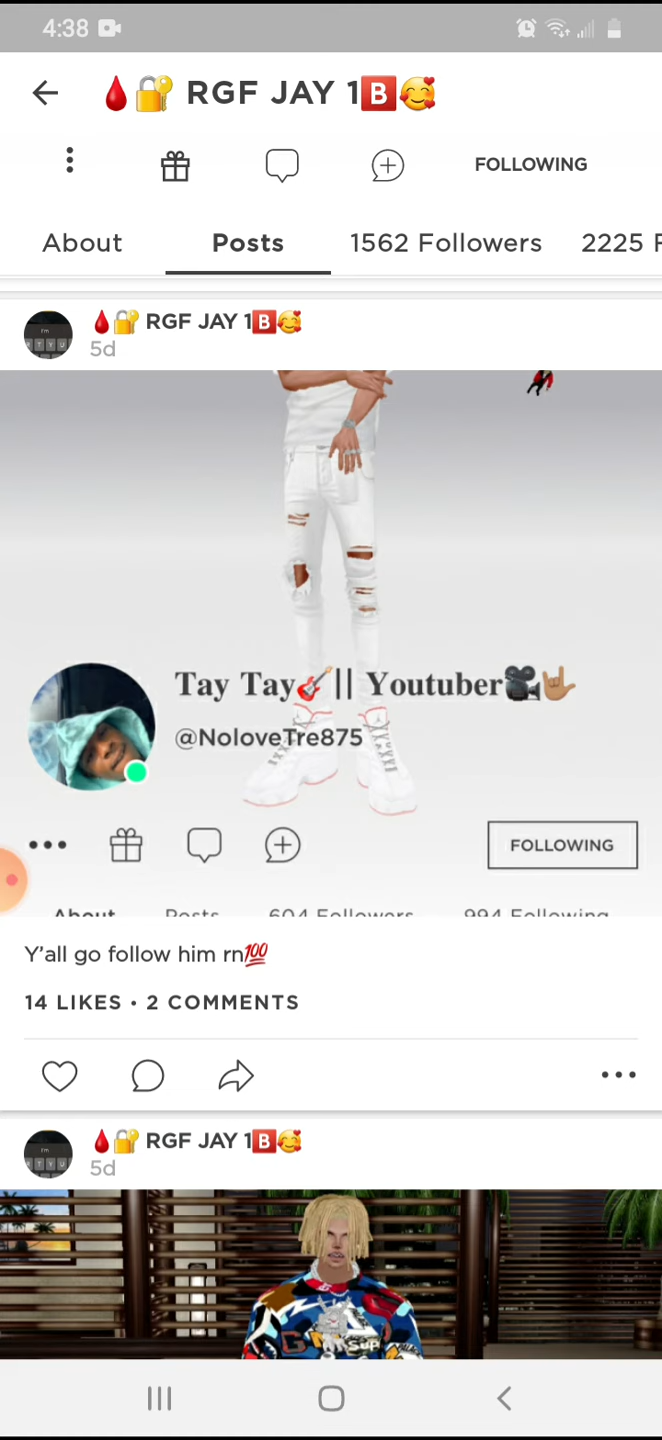 4:38
🩸🔐 RGF JAY 1🅱️🥰
FOLLOWING
About Posts 1562 Followers 2225 F
🩸🔐 RGF JAY 1🅱️🥰
5d
Tay Tay🎸|| Youtuber🎥🤟🏽
@NoloveTre875
FOLLOWING
About Posts 604 Followers 994 Following
Y'all go follow him rn💯
14 LIKES • 2 COMMENTS
🩸🔐 RGF JAY 1🅱️🥰
5d